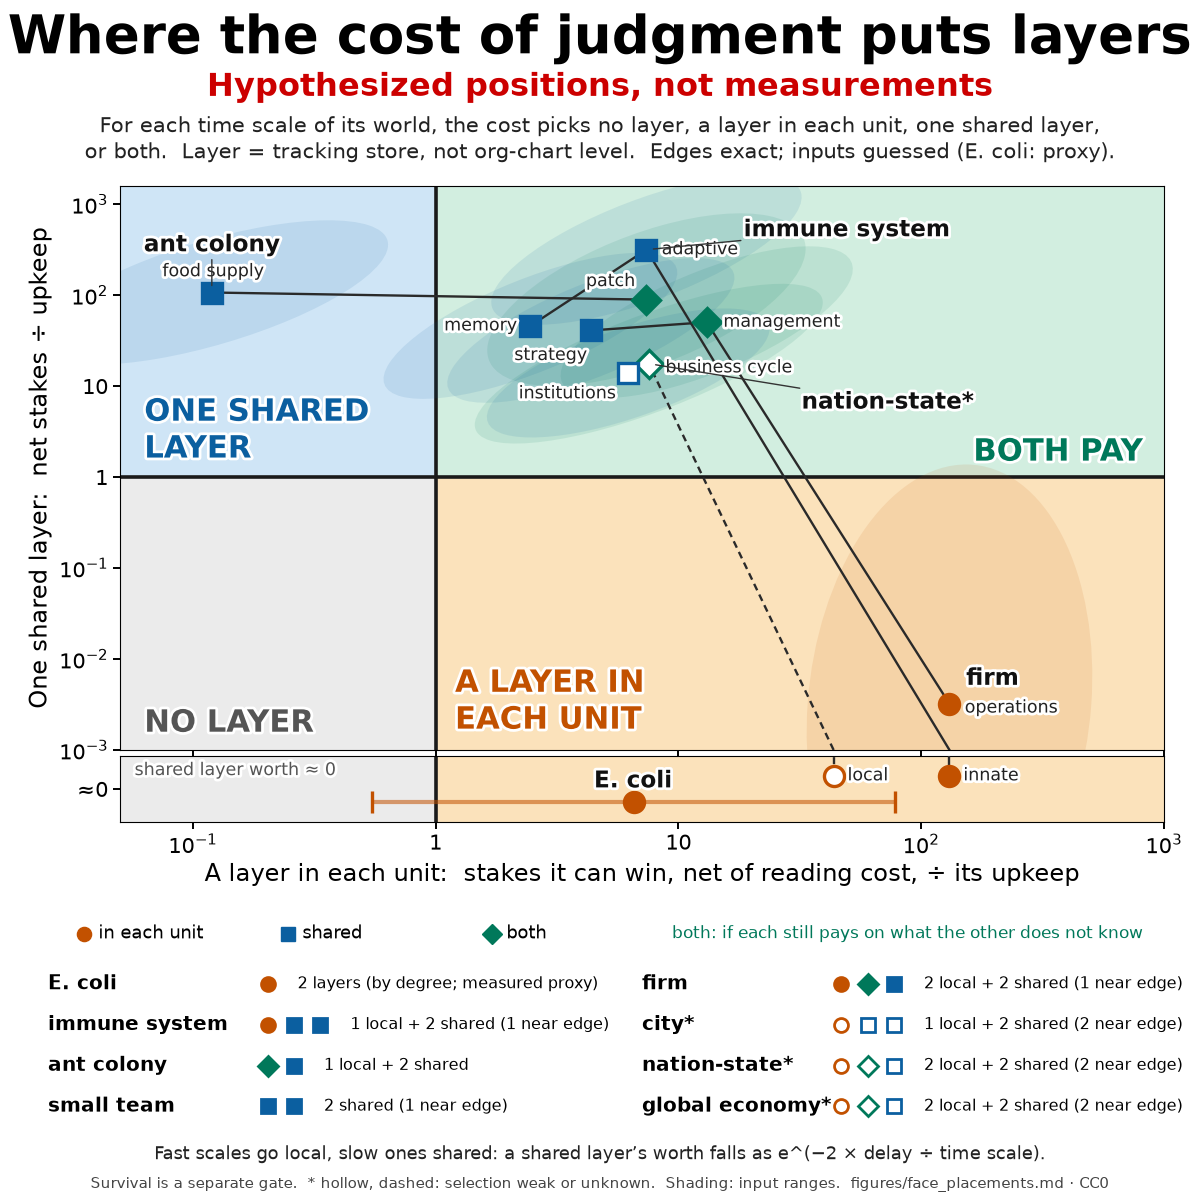 Where the cost of judgment puts layers
Hypothesized positions, not measurements
For each time scale of its world, the cost picks no layer, a layer in each unit, one shared layer,
or both.  Layer = tracking store, not org-chart level.  Edges exact; inputs guessed (E. coli: proxy).
One shared layer:  net stakes ÷ upkeep
10³
10²
10
1
10⁻¹
10⁻²
10⁻³
≈0
ant colony
food supply
immune system
adaptive
patch
memory
management
strategy
business cycle
institutions
nation-state*
ONE SHARED
LAYER
BOTH PAY
NO LAYER
A LAYER IN
EACH UNIT
firm
operations
shared layer worth ≈ 0
E. coli
local
innate
10⁻¹
1
10
10²
10³
A layer in each unit:  stakes it can win, net of reading cost, ÷ its upkeep
in each unit
shared
both
both: if each still pays on what the other does not know
E. coli
2 layers (by degree; measured proxy)
immune system
1 local + 2 shared (1 near edge)
ant colony
1 local + 2 shared
small team
2 shared (1 near edge)
firm
2 local + 2 shared (1 near edge)
city*
1 local + 2 shared (2 near edge)
nation-state*
2 local + 2 shared (2 near edge)
global economy*
2 local + 2 shared (2 near edge)
Fast scales go local, slow ones shared: a shared layer’s worth falls as e^(−2 × delay ÷ time scale).
Survival is a separate gate.  * hollow, dashed: selection weak or unknown.  Shading: input ranges.  figures/face_placements.md · CC0